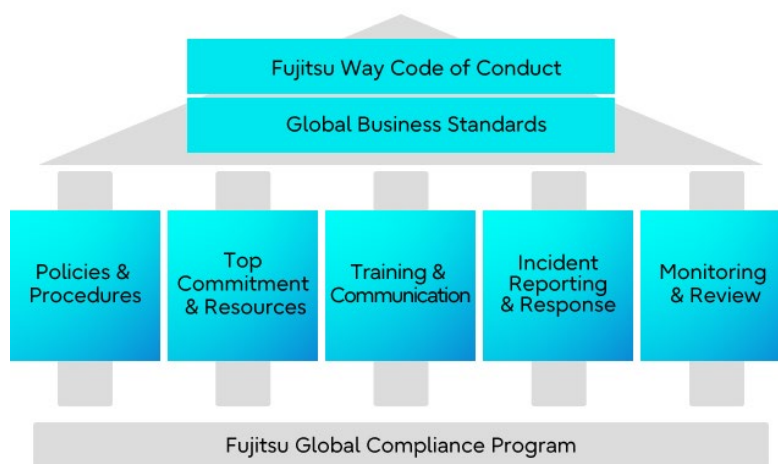 Fujitsu Way Code of Conduct
Global Business Standards
Policies &
Procedures
Top
Commitment
& Resources
Training &
Communication
Incident
Reporting
& Response
Monitoring
& Review
Fujitsu Global Compliance Program